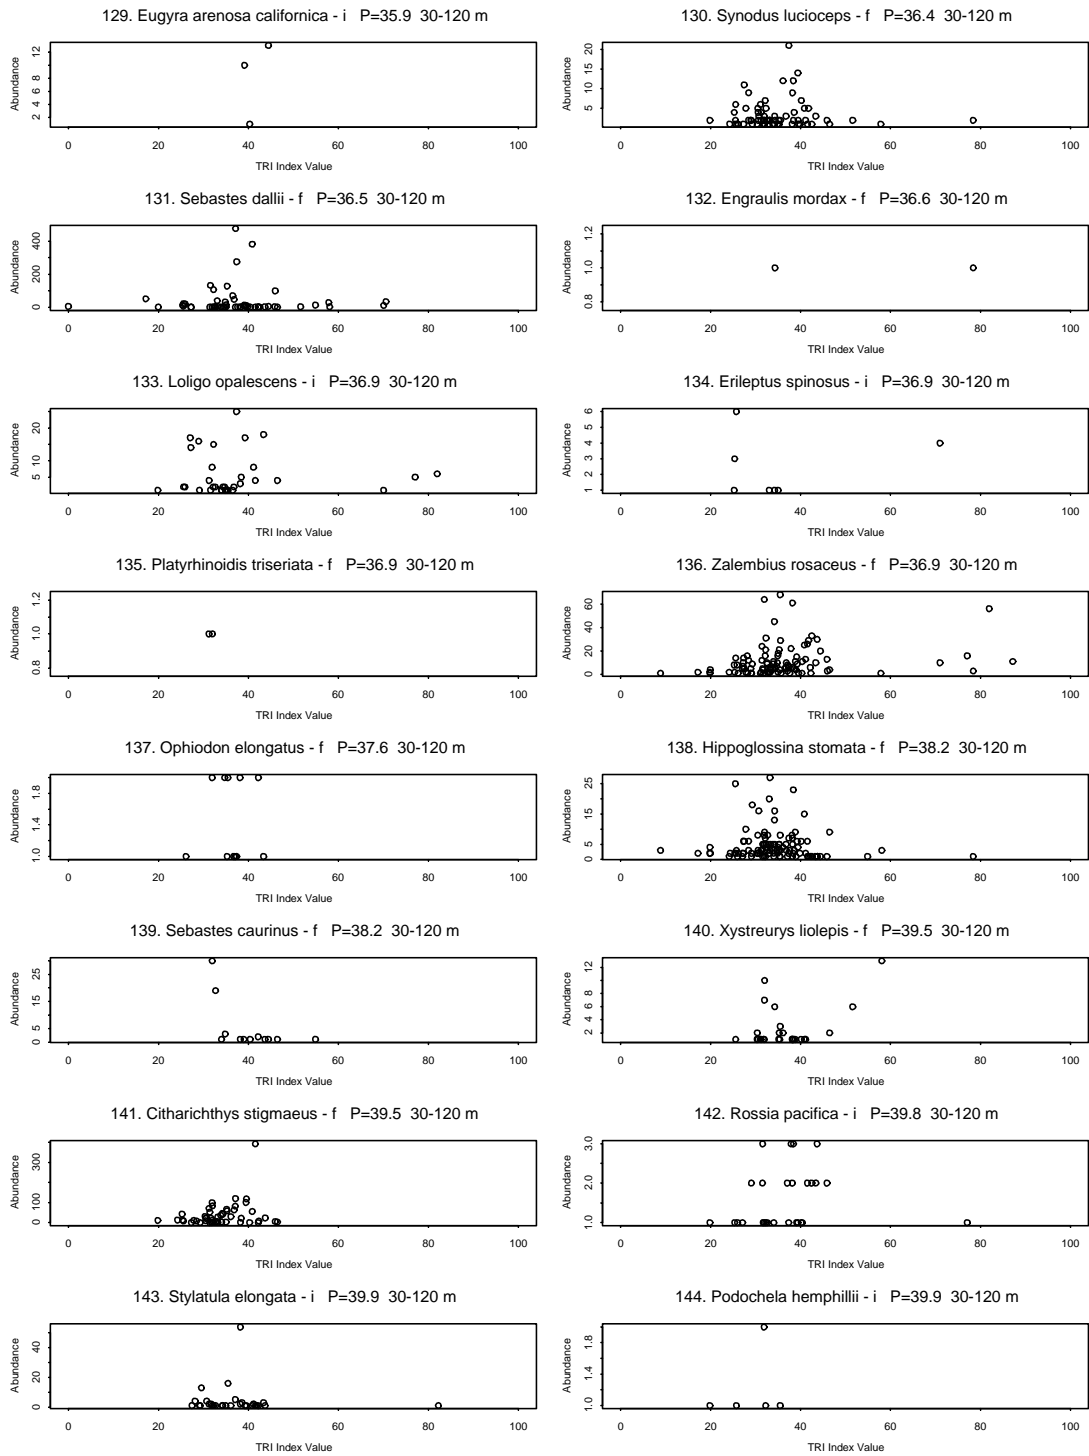 129. Eugyra arenosa californica - i P=35.9 30-120 m
Abundance
2 4 6 8 12
0 20 40 60 80 100
TRI Index Value
130. Synodus lucioceps - f P=36.4 30-120 m
Abundance
5 10 15 20
0 20 40 60 80 100
TRI Index Value
131. Sebastes dallii - f P=36.5 30-120 m
Abundance
0 200 400
0 20 40 60 80 100
TRI Index Value
132. Engraulis mordax - f P=36.6 30-120 m
Abundance
0.8 1.0 1.2
0 20 40 60 80 100
TRI Index Value
133. Loligo opalescens - i P=36.9 30-120 m
Abundance
5 10 20
0 20 40 60 80 100
TRI Index Value
134. Erileptus spinosus - i P=36.9 30-120 m
Abundance
1 2 3 4 5 6
0 20 40 60 80 100
TRI Index Value
135. Platyrhinoidis triseriata - f P=36.9 30-120 m
Abundance
0.8 1.0 1.2
0 20 40 60 80 100
TRI Index Value
136. Zalembius rosaceus - f P=36.9 30-120 m
Abundance
0 20 40 60
0 20 40 60 80 100
TRI Index Value
137. Ophiodon elongatus - f P=37.6 30-120 m
Abundance
1.0 1.4 1.8
0 20 40 60 80 100
TRI Index Value
138. Hippoglossina stomata - f P=38.2 30-120 m
Abundance
0 5 15 25
0 20 40 60 80 100
TRI Index Value
139. Sebastes caurinus - f P=38.2 30-120 m
Abundance
0 5 15 25
0 20 40 60 80 100
TRI Index Value
140. Xystreurys liolepis - f P=39.5 30-120 m
Abundance
2 4 6 8 12
0 20 40 60 80 100
TRI Index Value
141. Citharichthys stigmaeus - f P=39.5 30-120 m
Abundance
0 100 300
0 20 40 60 80 100
TRI Index Value
142. Rossia pacifica - i P=39.8 30-120 m
Abundance
1.0 2.0 3.0
0 20 40 60 80 100
TRI Index Value
143. Stylatula elongata - i P=39.9 30-120 m
Abundance
0 20 40
0 20 40 60 80 100
TRI Index Value
144. Podochela hemphillii - i P=39.9 30-120 m
Abundance
1.0 1.4 1.8
0 20 40 60 80 100
TRI Index Value